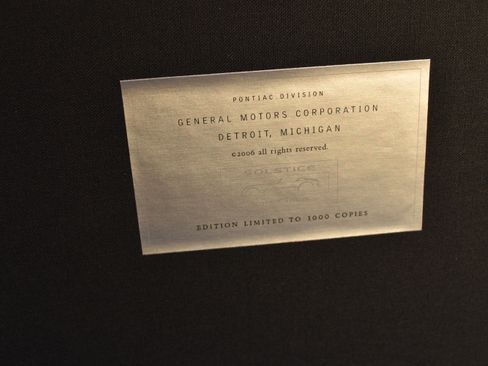 PONTIAC DIVISION
GENERAL MOTORS CORPORATION
DETROIT, MICHIGAN
©2006 all rights reserved.
SOLSTICE
EDITION LIMITED TO 1000 COPIES